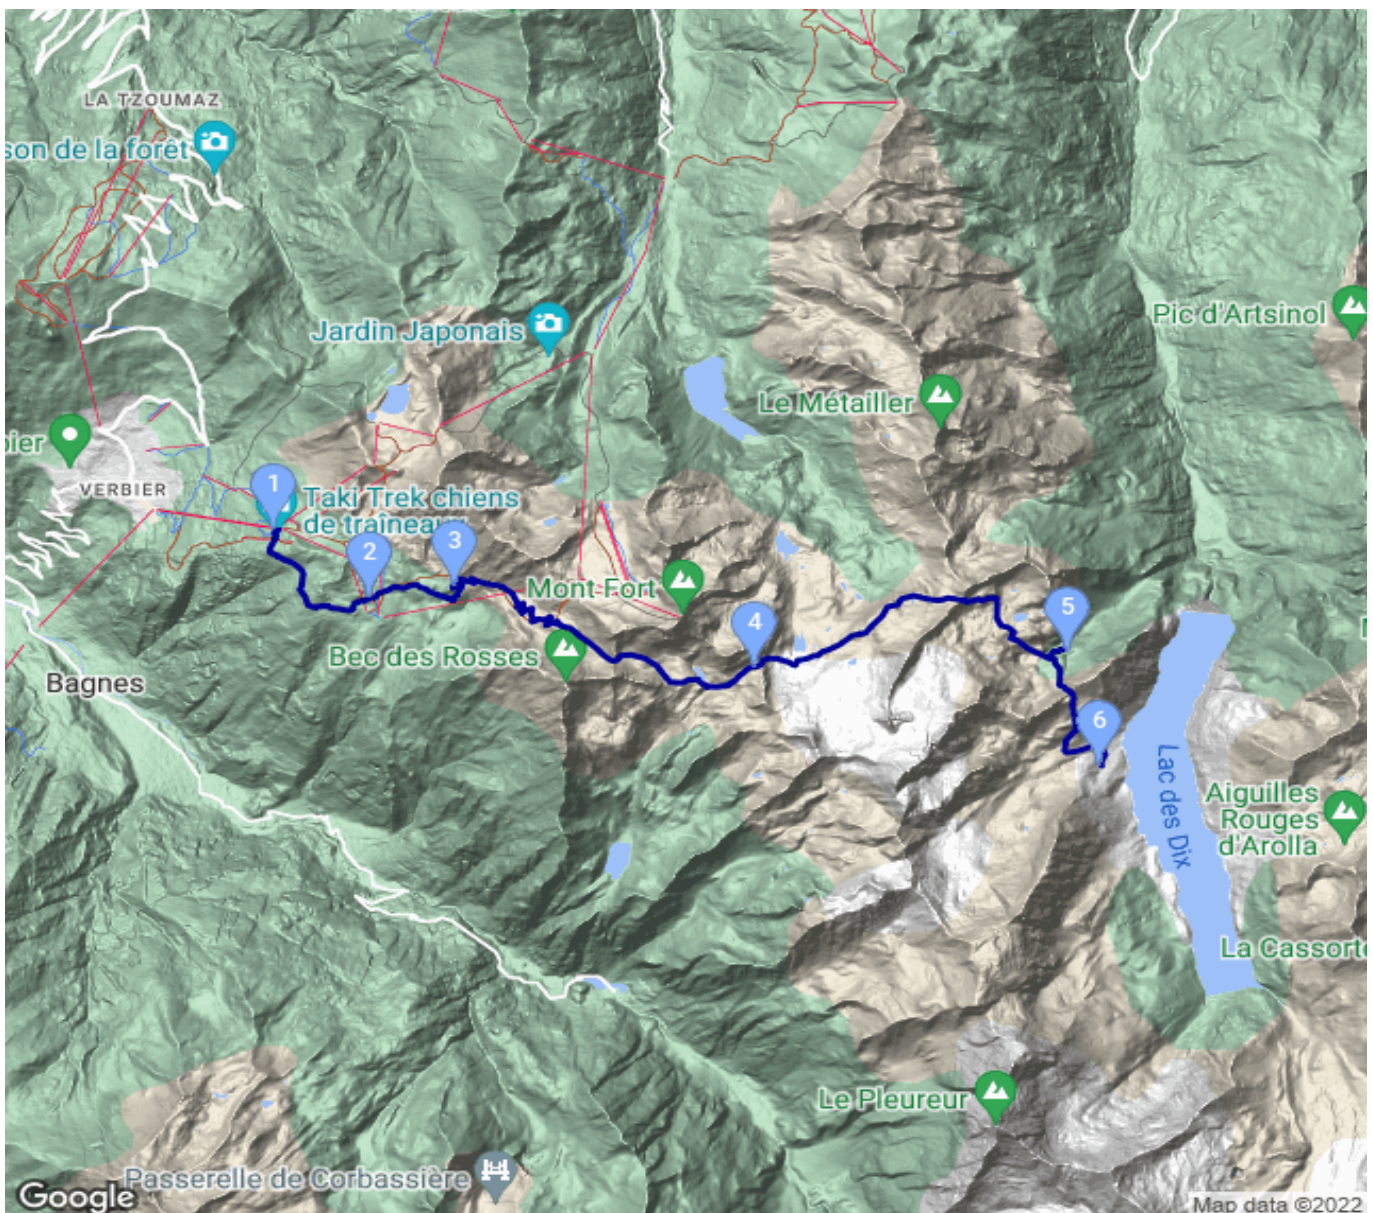 LA TZOUMAZ
son de la forêt
Jardin Japonais
Pic d'Artsinol
Le Métailler
bier
VERBIER
1
Taki Trek chiens
de traîneaux
2
3
Mont Fort
4
5
Bec des Rosses
Bagnes
6
Lac des Dix
Aiguilles
Rouges
d'Arolla
La Cassorte
Le Pleureur
Passerelle de Corbassière
Google
Map data ©2022